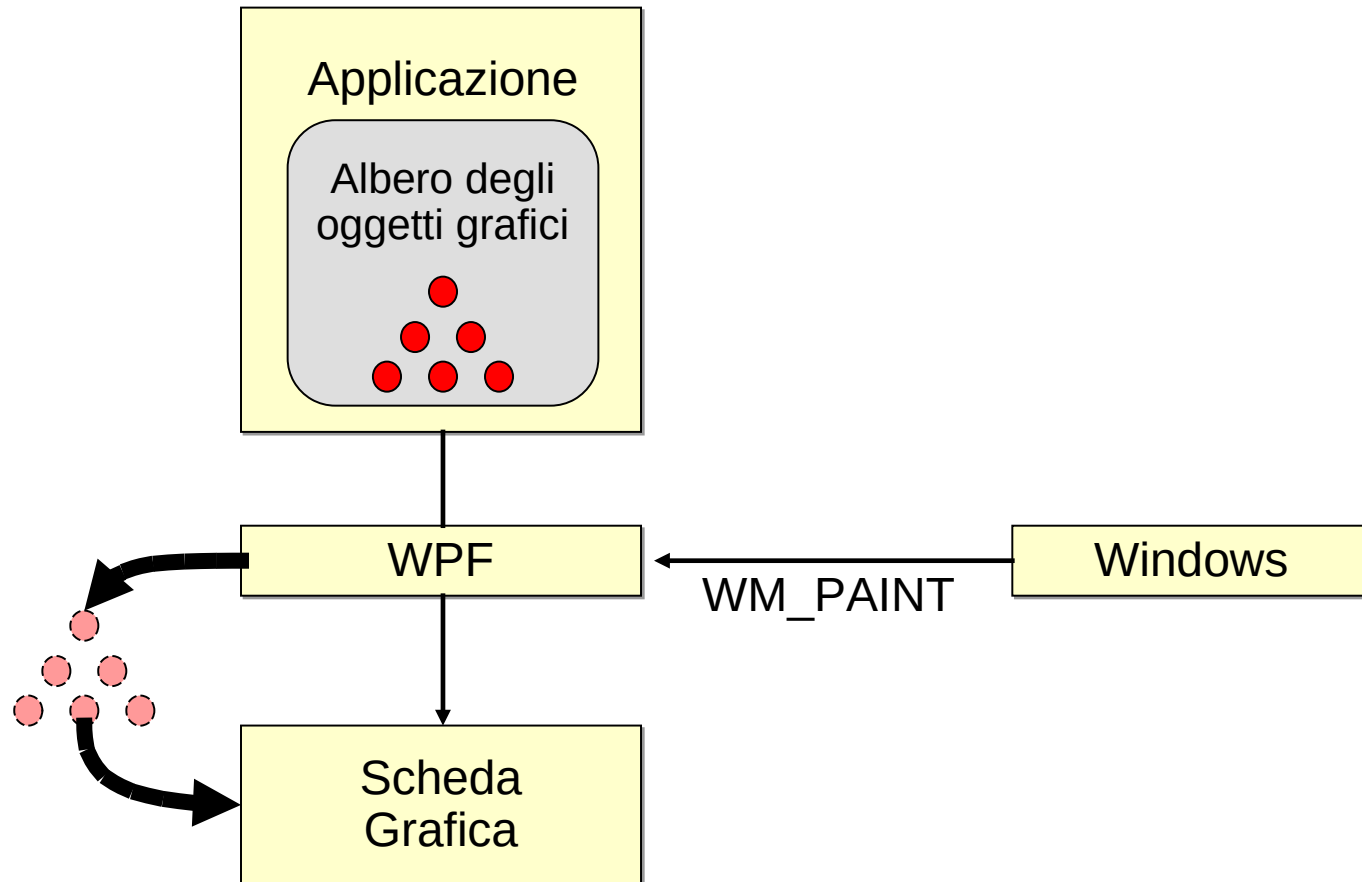 Applicazione
Albero degli
oggetti grafici
WPF
WM_PAINT
Windows
Scheda
Grafica